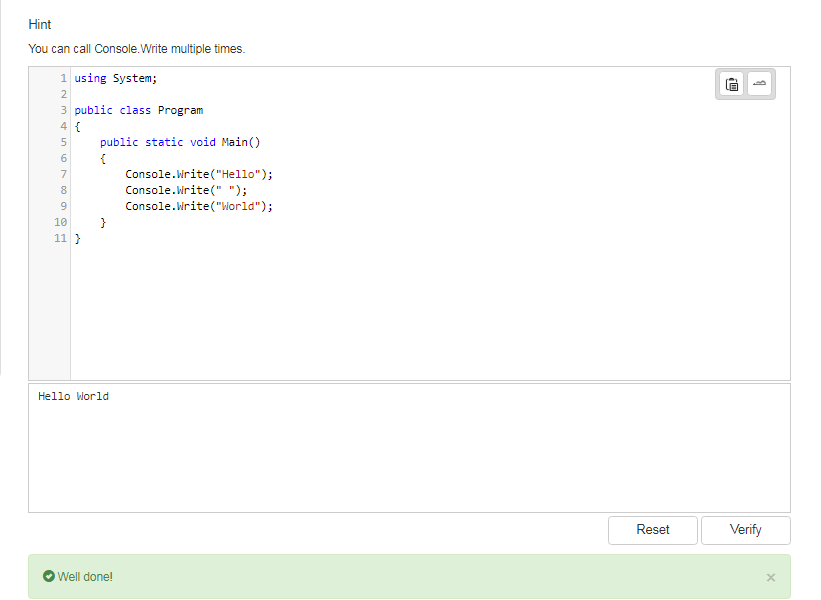 Hint
You can call Console.Write multiple times.
1 using System;
2
3 public class Program
4 {
5     public static void Main()
6     {
7         Console.Write("Hello");
8         Console.Write(" ");
9         Console.Write("World");
10     }
11 }
Hello World
Reset Verify
Well done! ×